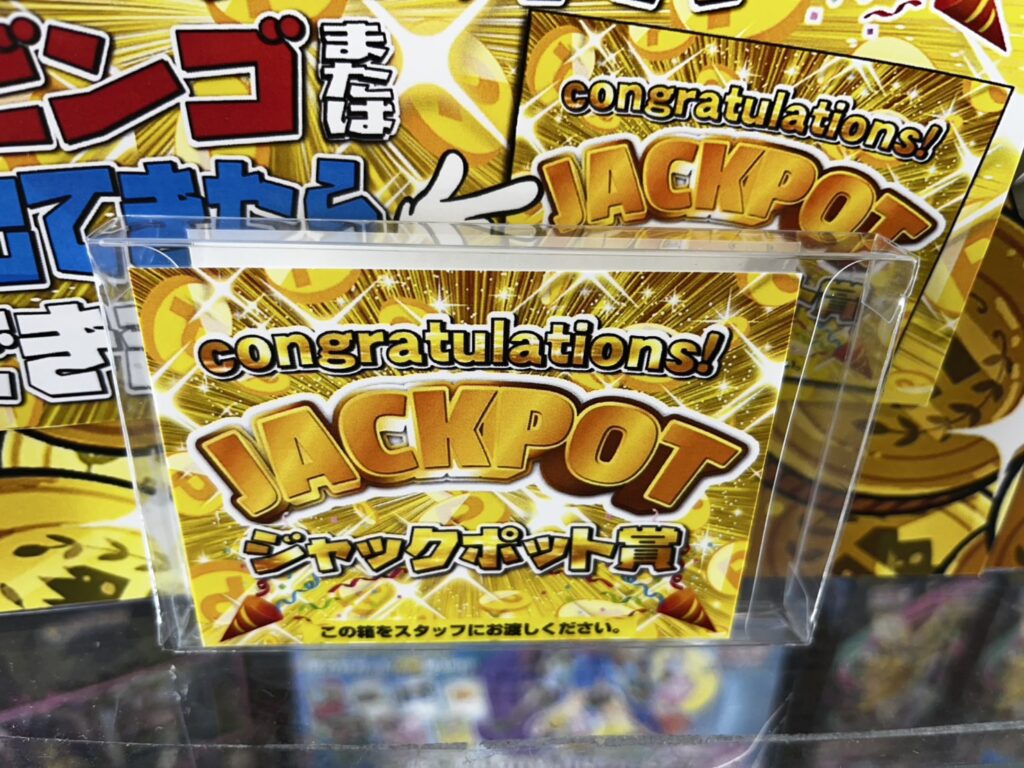 ビンゴ
または
できたら
congratulations!
JACKPOT
congratulations!
JACKPOT
ジャックポット賞
この箱をスタッフにお渡しください。